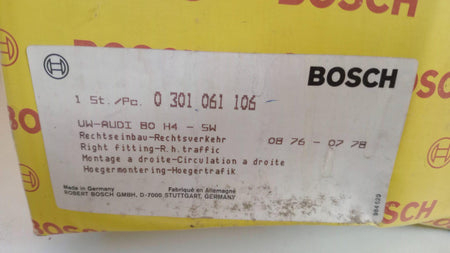 BOSCH
BOSCH
1 St./Pc. 0 301 061 106
UW-AUDI 80 H4 - SW
Rechtseinbau-Rechtsverkehr 08 76 - 07 78
Right fitting-R.h.traffic
Montage a droite-Circulation a droite
Hoegermontering-Hoegertrafik
Made in Germany Fabriqué en Allemagne
ROBERT BOSCH GMBH, D-7000 STUTTGART, GERMANY